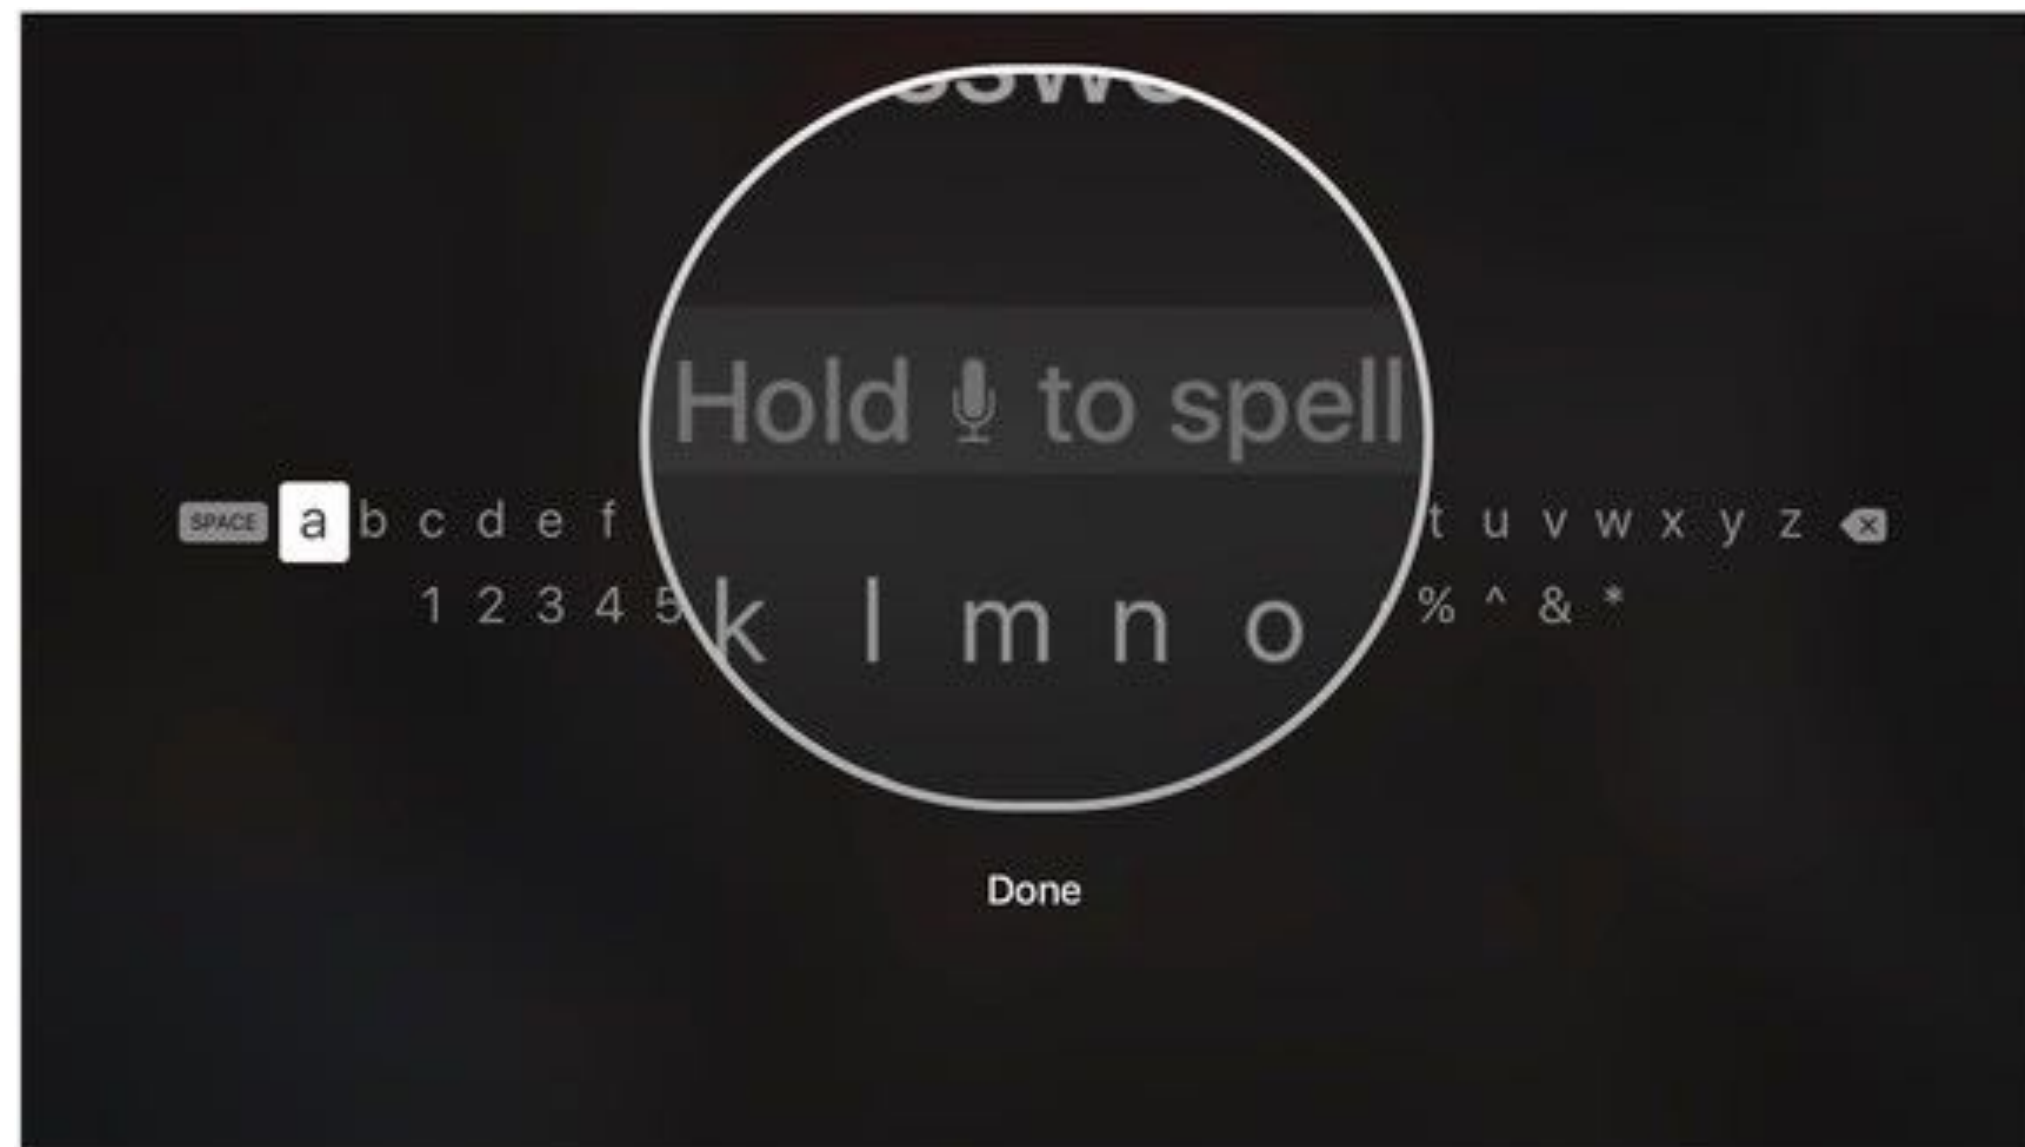 Hold to spell
SPACE a b c d e f t u v w x y z
1 2 3 4 5 % ^ & *
k l m n o
Done